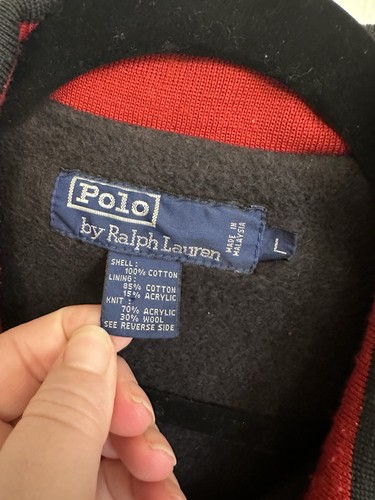 Polo
by Ralph Lauren
MADE IN
MALAYSIA
L
SHELL:
100% COTTON
LINING:
85% COTTON
15% ACRYLIC
KNIT:
70% ACRYLIC
30% WOOL
SEE REVERSE SIDE